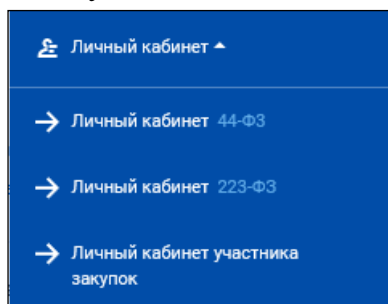 Личный кабинет
Личный кабинет 44-ФЗ
Личный кабинет 223-ФЗ
Личный кабинет участника
закупок